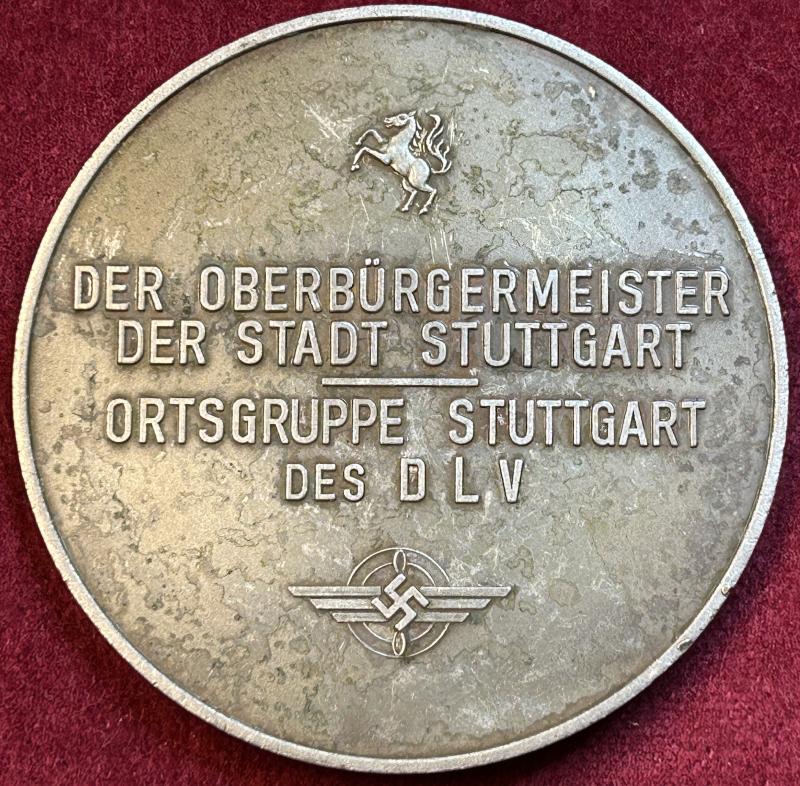 DER OBERBÜRGERMEISTER
DER STADT STUTTGART
ORTSGRUPPE STUTTGART
DES DLV